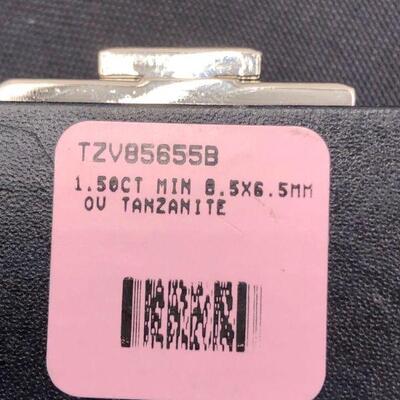 TZV85655B
1.50CT MIN 8.5X6.5MM
OV TANZANITE